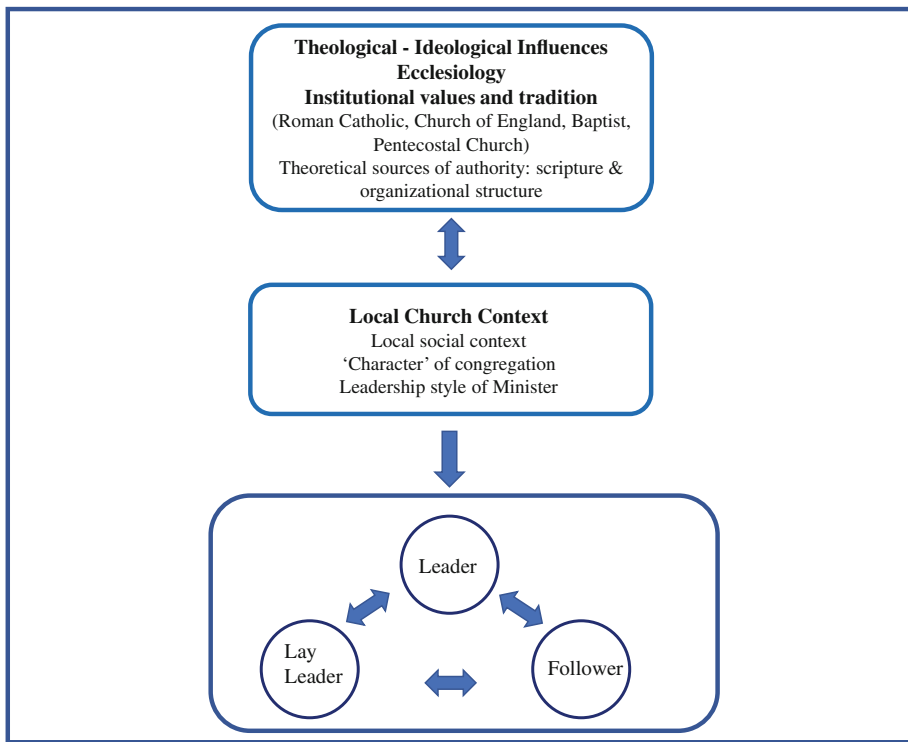 Theological - Ideological Influences
Ecclesiology
Institutional values and tradition
(Roman Catholic, Church of England, Baptist,
Pentecostal Church)
Theoretical sources of authority: scripture &
organizational structure
Local Church Context
Local social context
‘Character’ of congregation
Leadership style of Minister
Leader
Lay
Leader
Follower